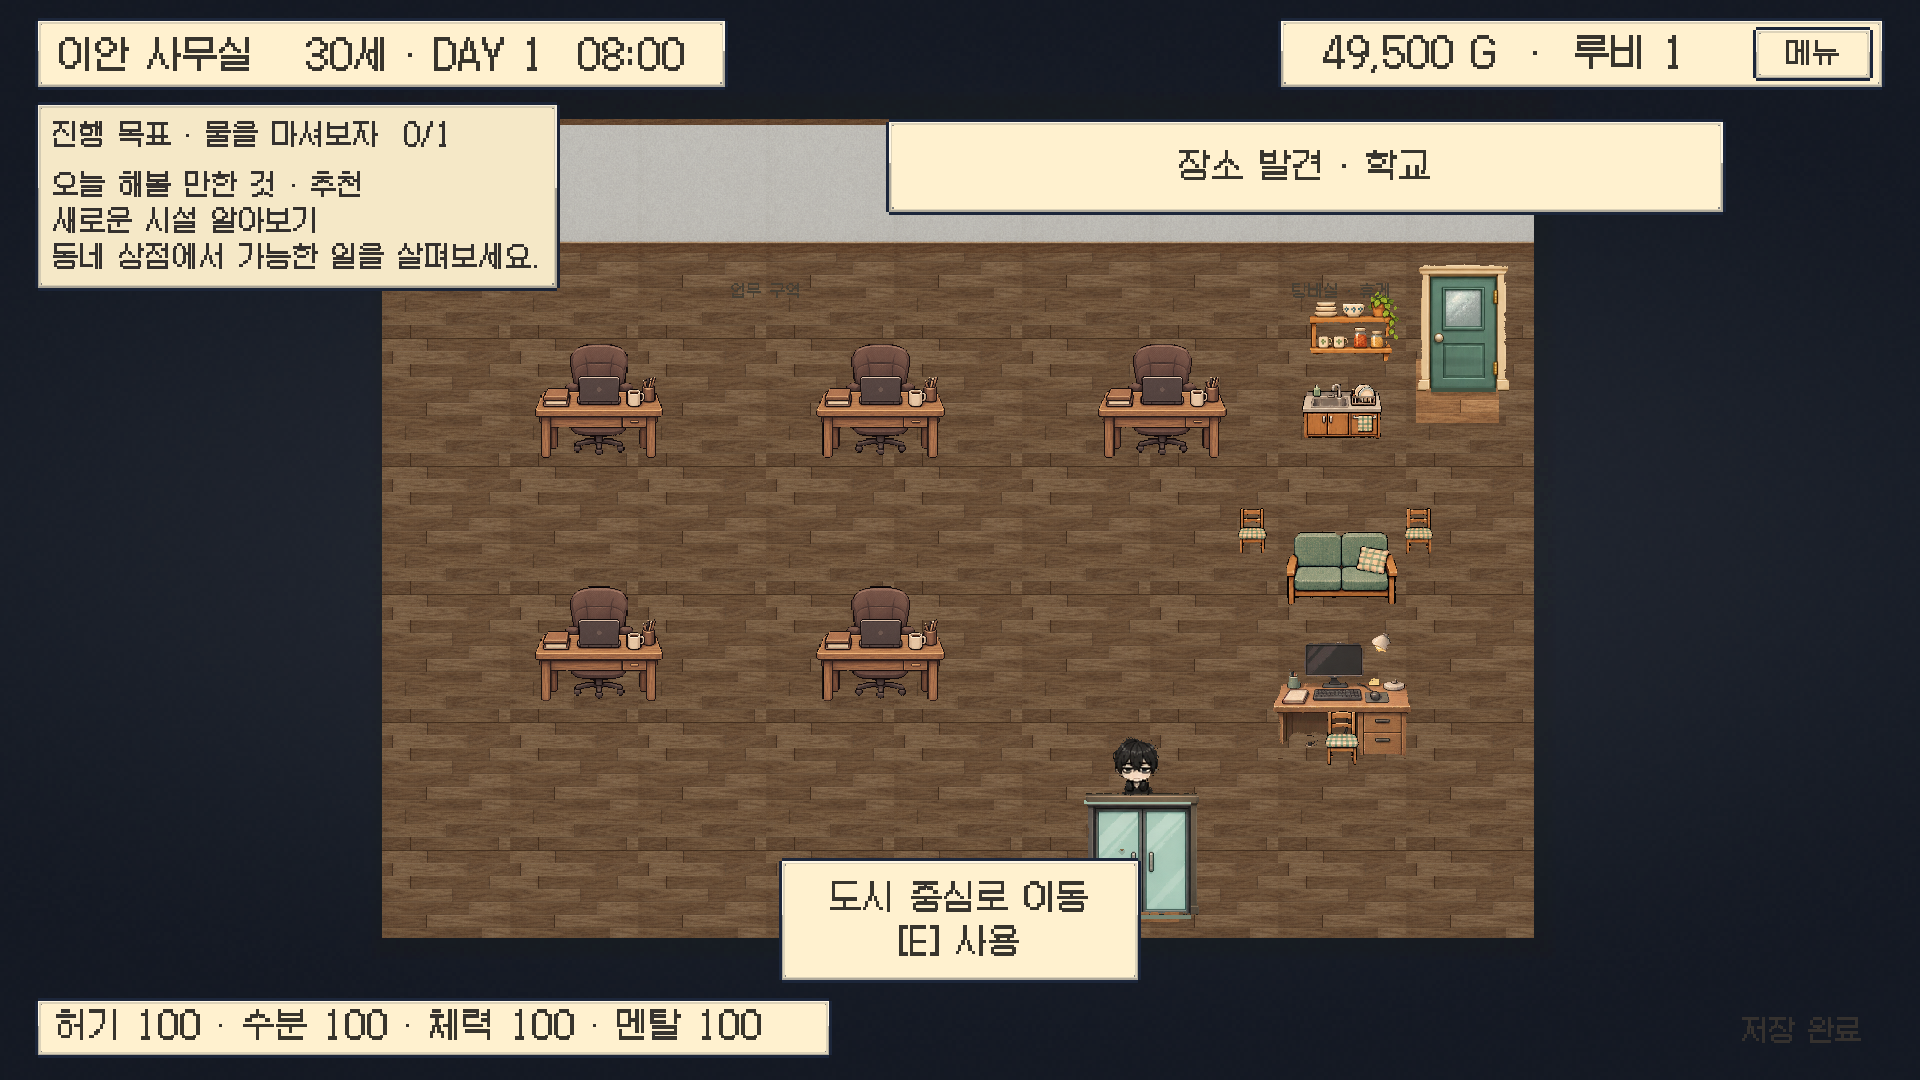 이안 사무실 30세 · DAY 1 08:00
49,500 G · 루비 1
메뉴
진행 목표 · 물을 마셔보자 0/1
오늘 해볼 만한 것 · 추천
새로운 시설 알아보기
동네 상점에서 가능한 일을 살펴보세요.
장소 발견 · 학교
업무 구역
탕비실 휴게
도시 중심로 이동
[E] 사용
허기 100 · 수분 100 · 체력 100 · 멘탈 100
저장 완료